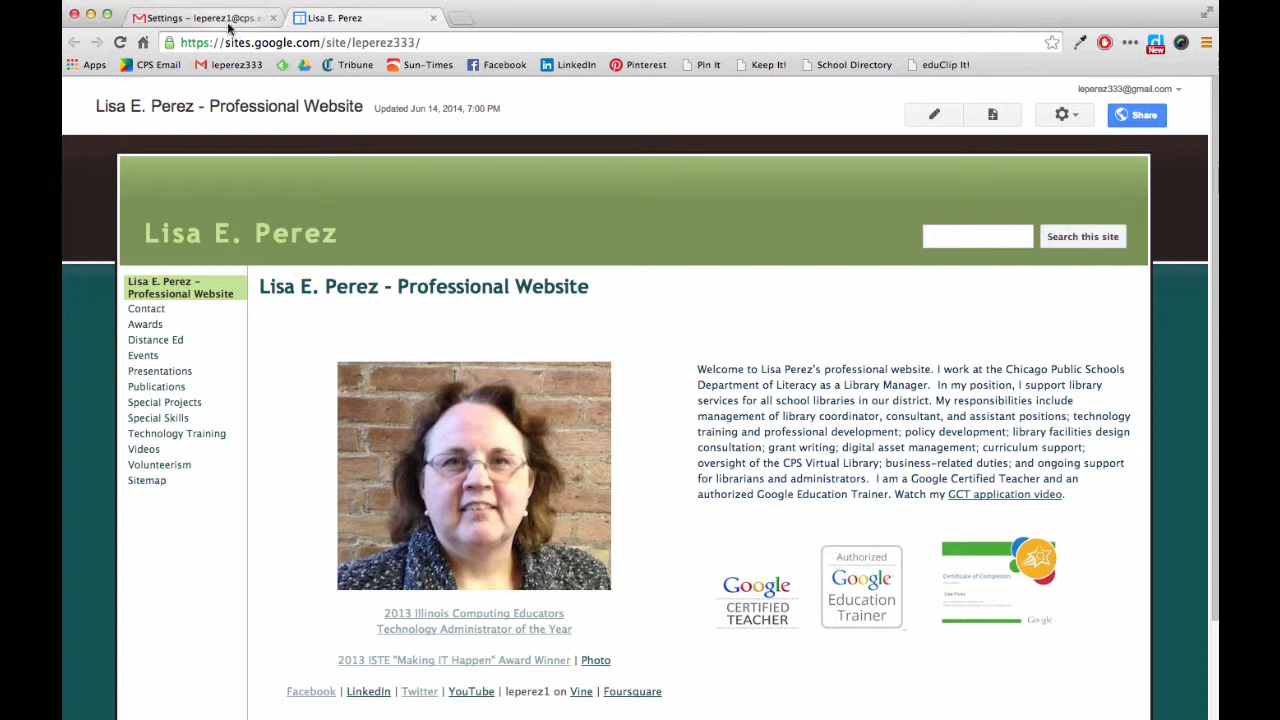 Settings - leperez1@cps.e
Lisa E. Perez
https://sites.google.com/site/leperez333/
Apps CPS Email leperez333 Tribune Sun-Times Facebook LinkedIn Pinterest Pin It Keep It! School Directory eduClip It!
New
leperez333@gmail.com
Lisa E. Perez - Professional Website Updated Jun 14, 2014, 7:00 PM
Share
Lisa E. Perez
Search this site
Lisa E. Perez -
Professional Website
Contact
Awards
Distance Ed
Events
Presentations
Publications
Special Projects
Special Skills
Technology Training
Videos
Volunteerism
Sitemap
Lisa E. Perez - Professional Website
Welcome to Lisa Perez's professional website. I work at the Chicago Public Schools
Department of Literacy as a Library Manager. In my position, I support library
services for all school libraries in our district. My responsibilities include
management of library coordinator, consultant, and assistant positions; technology
training and professional development; policy development; library facilities design
consultation; grant writing; digital asset management; curriculum support;
oversight of the CPS Virtual Library; business-related duties; and ongoing support
for librarians and administrators. I am a Google Certified Teacher and an
authorized Google Education Trainer. Watch my GCT application video.
Google
CERTIFIED
TEACHER
Authorized
Google
Education
Trainer
Certificate of Completion
Lisa Perez
Google
2013 Illinois Computing Educators
Technology Administrator of the Year
2013 ISTE "Making IT Happen" Award Winner | Photo
Facebook | LinkedIn | Twitter | YouTube | leperez1 on Vine | Foursquare